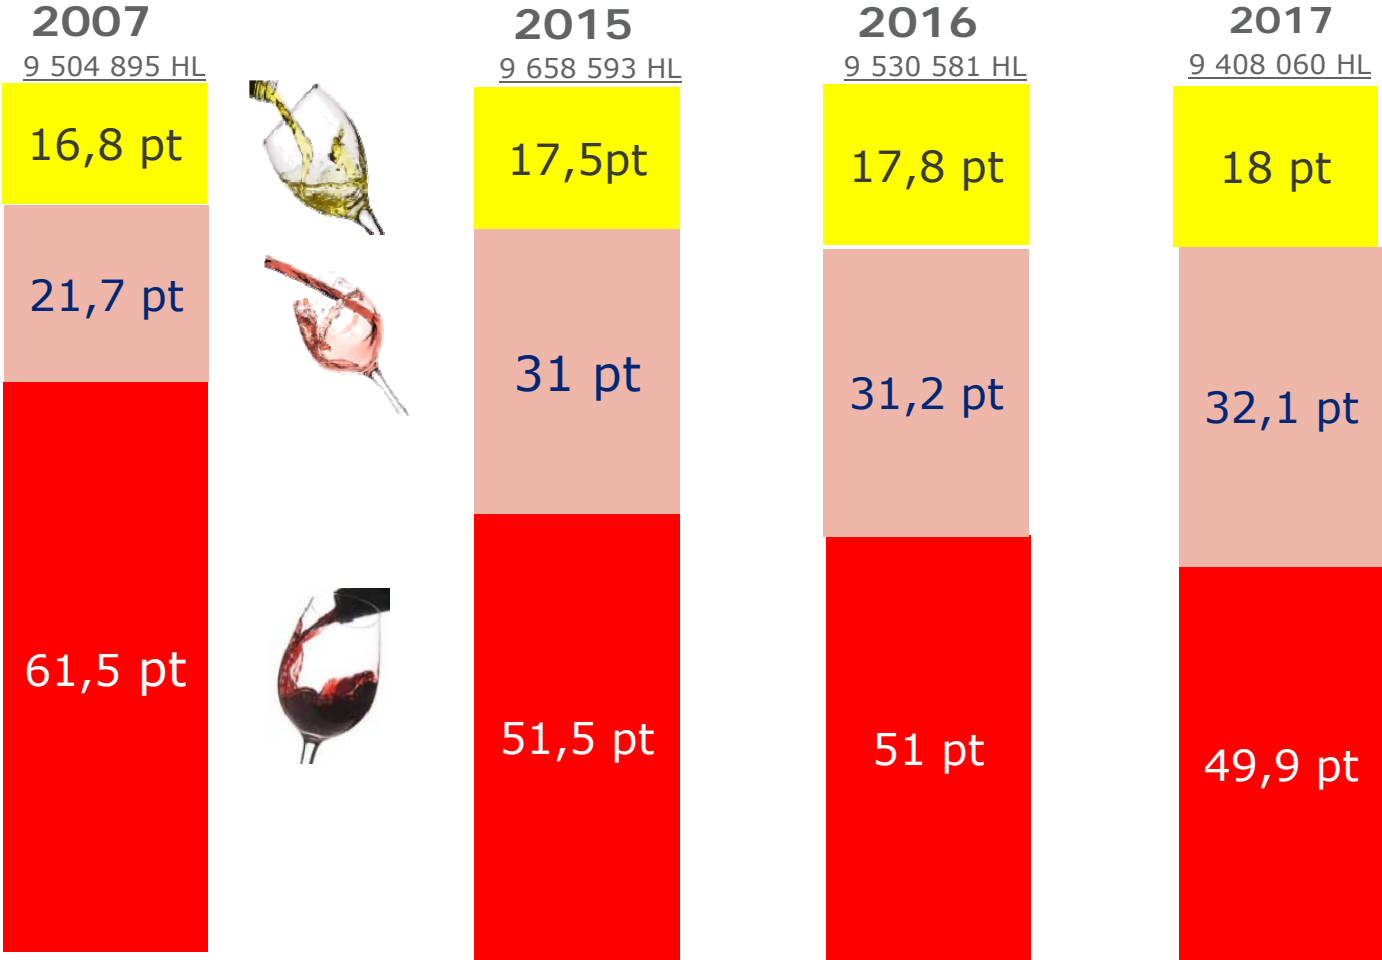 2007
9 504 895 HL
16,8 pt
21,7 pt
61,5 pt
2015
9 658 593 HL
17,5pt
31 pt
51,5 pt
2016
9 530 581 HL
17,8 pt
31,2 pt
51 pt
2017
9 408 060 HL
18 pt
32,1 pt
49,9 pt